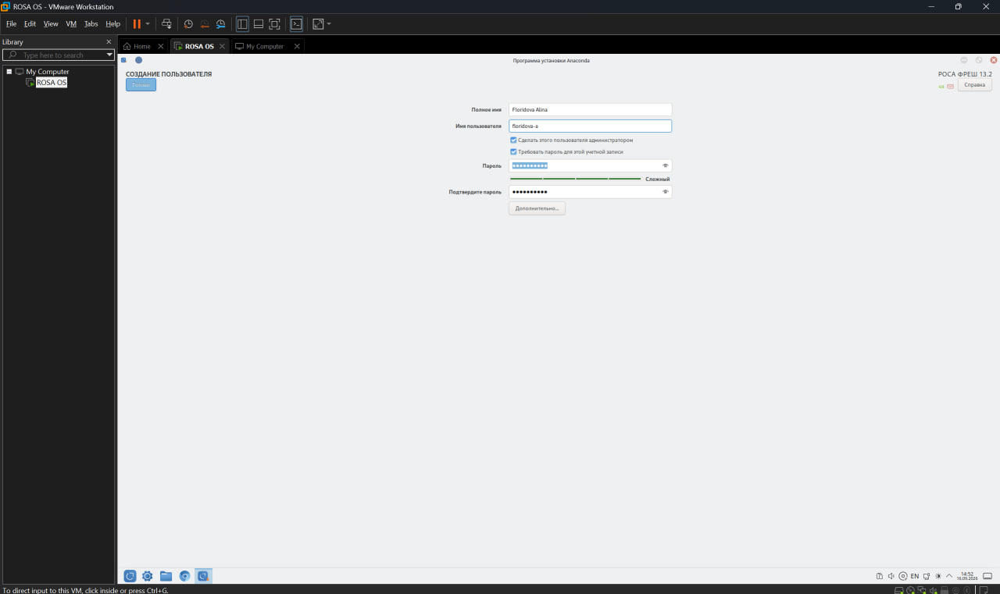 ROSA OS - VMware Workstation
File Edit View VM Tabs Help
Library
Type here to search
My Computer
ROSA OS
Home
ROSA OS
My Computer
Программа установки Anaconda
СОЗДАНИЕ ПОЛЬЗОВАТЕЛЯ
Готово
РОСА ФРЕШ 13.2
us
Справка
Полное имя
Floridova Alina
Имя пользователя
floridova-a
Сделать этого пользователя администратором
Требовать пароль для этой учетной записи
Пароль
●●●●●●●●●●
Сложный
Подтвердите пароль
●●●●●●●●●●
Дополнительно...
EN
14:52
16.05.2026
To direct input to this VM, click inside or press Ctrl+G.